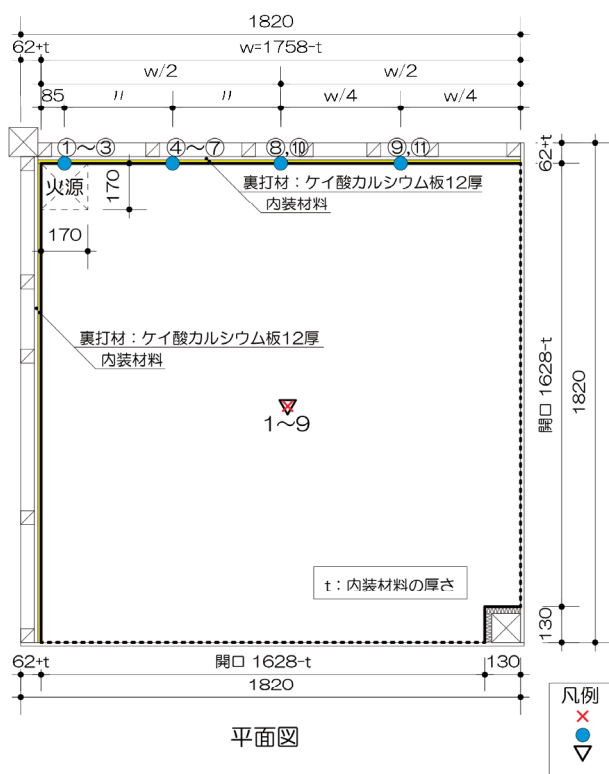 1820
62+t
w=1758-t
w/2
w/2
85
〃
〃
w/4
w/4
①～③
④～⑦
⑧,⑩
⑨,⑪
62+t
火源
170
170
裏打材：ケイ酸カルシウム板12厚
内装材料
裏打材：ケイ酸カルシウム板12厚
内装材料
1～9
開口 1628-t
1820
t：内装材料の厚さ
130
62+t
開口 1628-t
130
1820
平面図
凡例